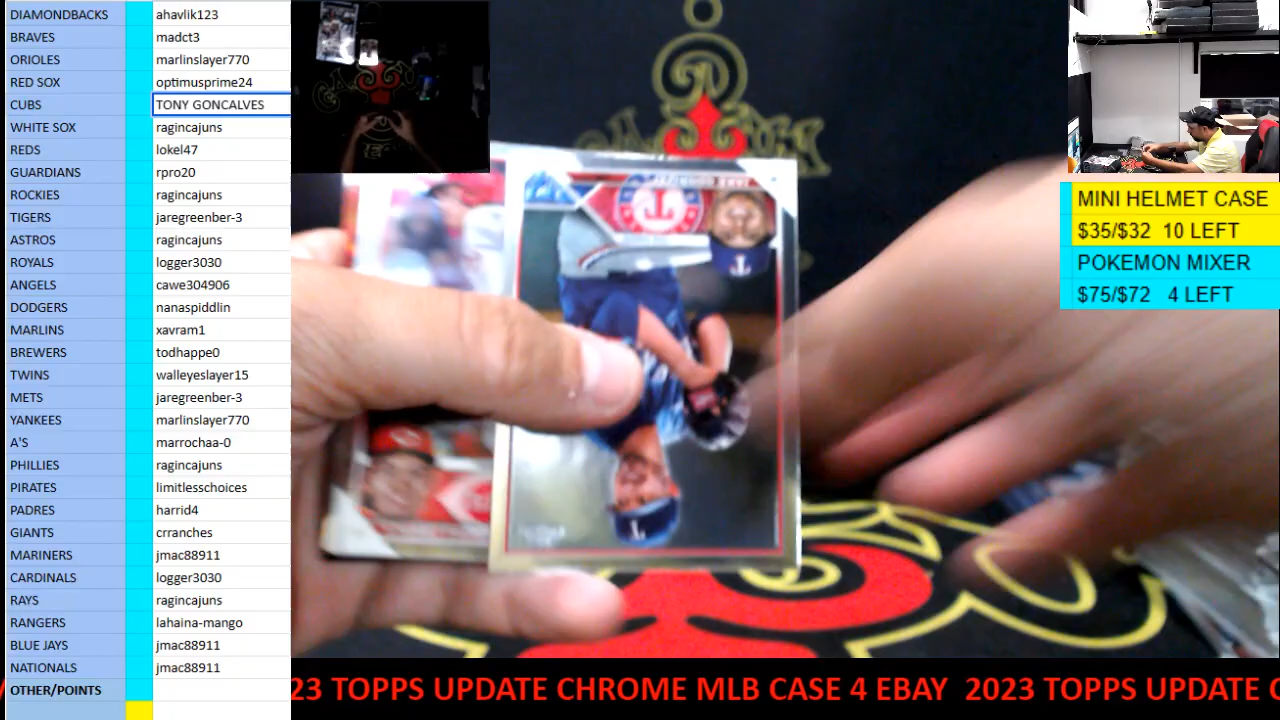 DIAMONDBACKS ahavlik123
BRAVES madct3
ORIOLES marlinslayer770
RED SOX optimusprime24
CUBS TONY GONCALVES
WHITE SOX ragincajuns
REDS lokel47
GUARDIANS rpro20
ROCKIES ragincajuns
TIGERS jaregreenber-3
ASTROS ragincajuns
ROYALS logger3030
ANGELS cawe304906
DODGERS nanaspiddlin
MARLINS xavram1
BREWERS todhappe0
TWINS walleyeslayer15
METS jaregreenber-3
YANKEES marlinslayer770
A'S marrochaa-0
PHILLIES ragincajuns
PIRATES limitlesschoices
PADRES harrid4
GIANTS crranches
MARINERS jmac88911
CARDINALS logger3030
RAYS ragincajuns
RANGERS lahaina-mango
BLUE JAYS jmac88911
NATIONALS jmac88911
OTHER/POINTS
MINI HELMET CASE
$35/$32 10 LEFT
POKEMON MIXER
$75/$72 4 LEFT
23 TOPPS UPDATE CHROME MLB CASE 4 EBAY 2023 TOPPS UPDATE C